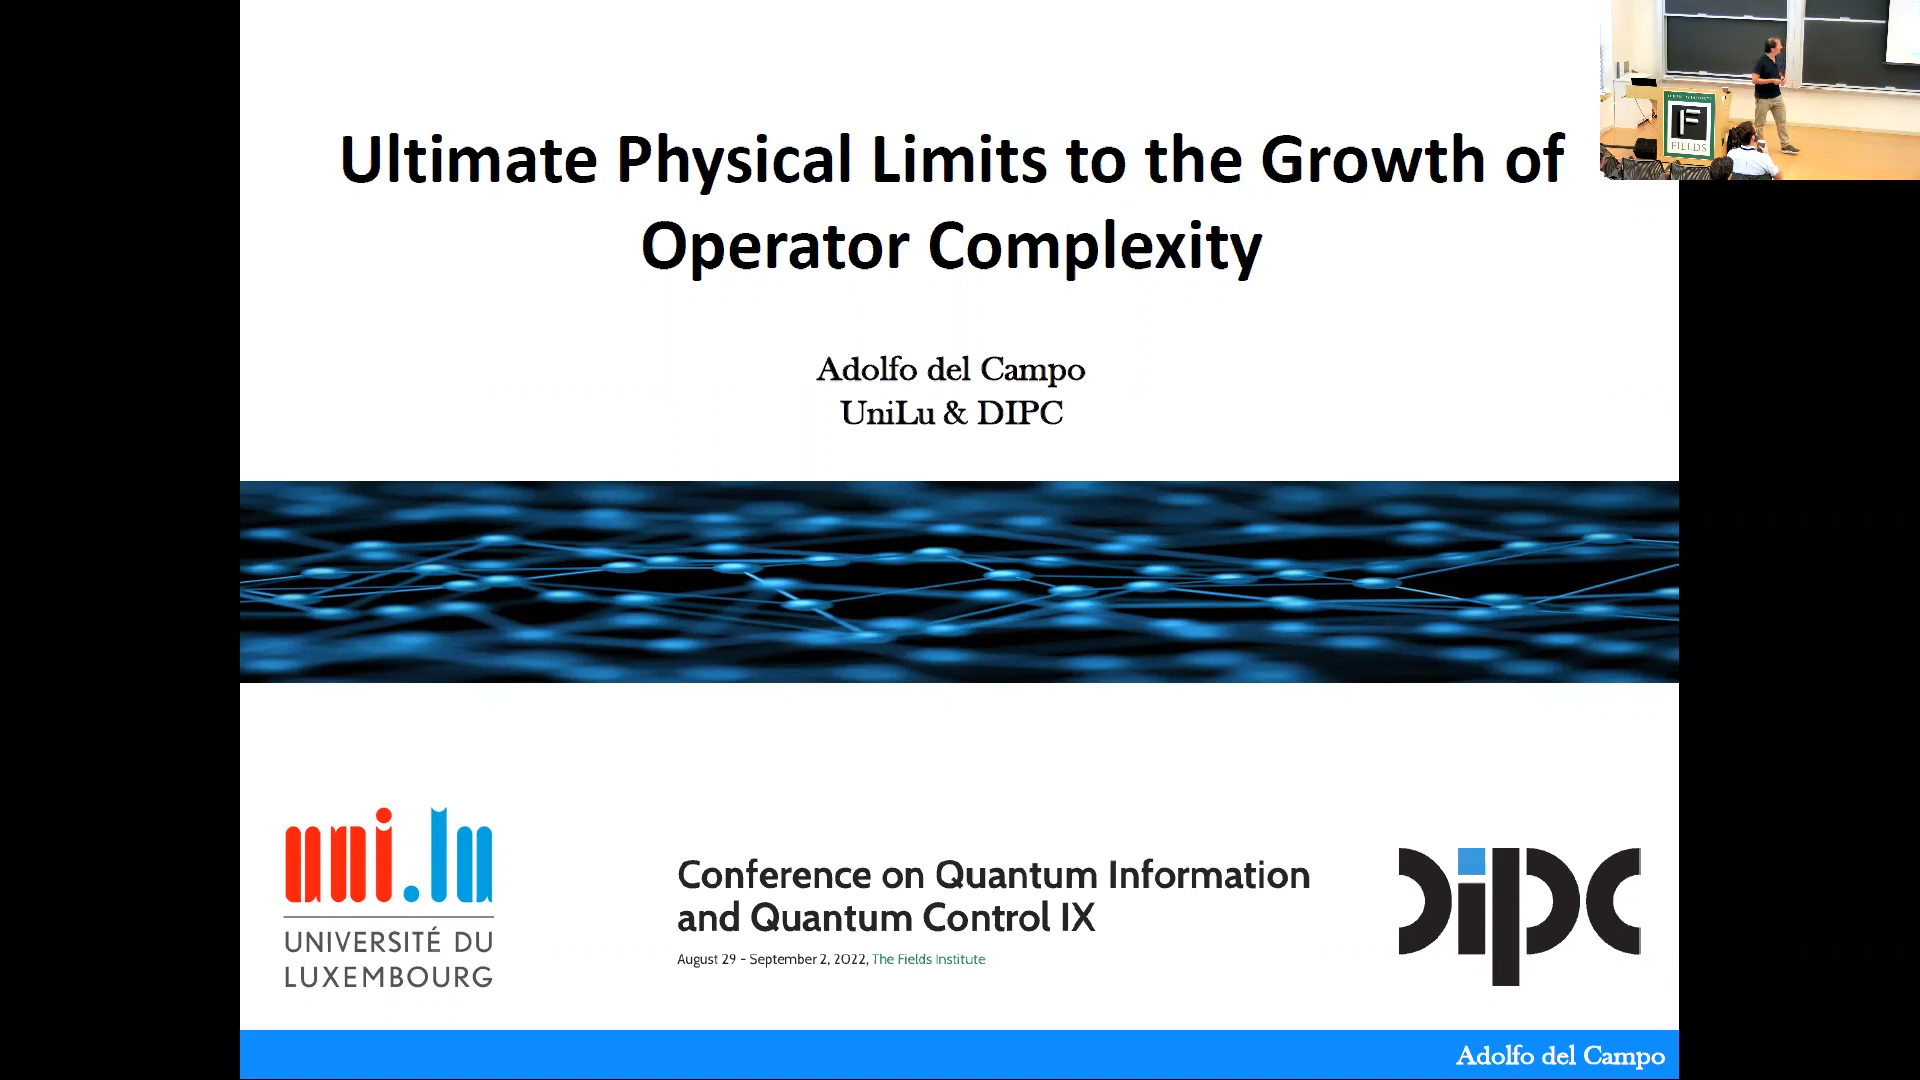 Ultimate Physical Limits to the Growth of
Operator Complexity
Adolfo del Campo
UniLu & DIPC
uni.lu
UNIVERSITÉ DU
LUXEMBOURG
Conference on Quantum Information
and Quantum Control IX
August 29 - September 2, 2022, The Fields Institute
dipc
Adolfo del Campo
F
FIELDS